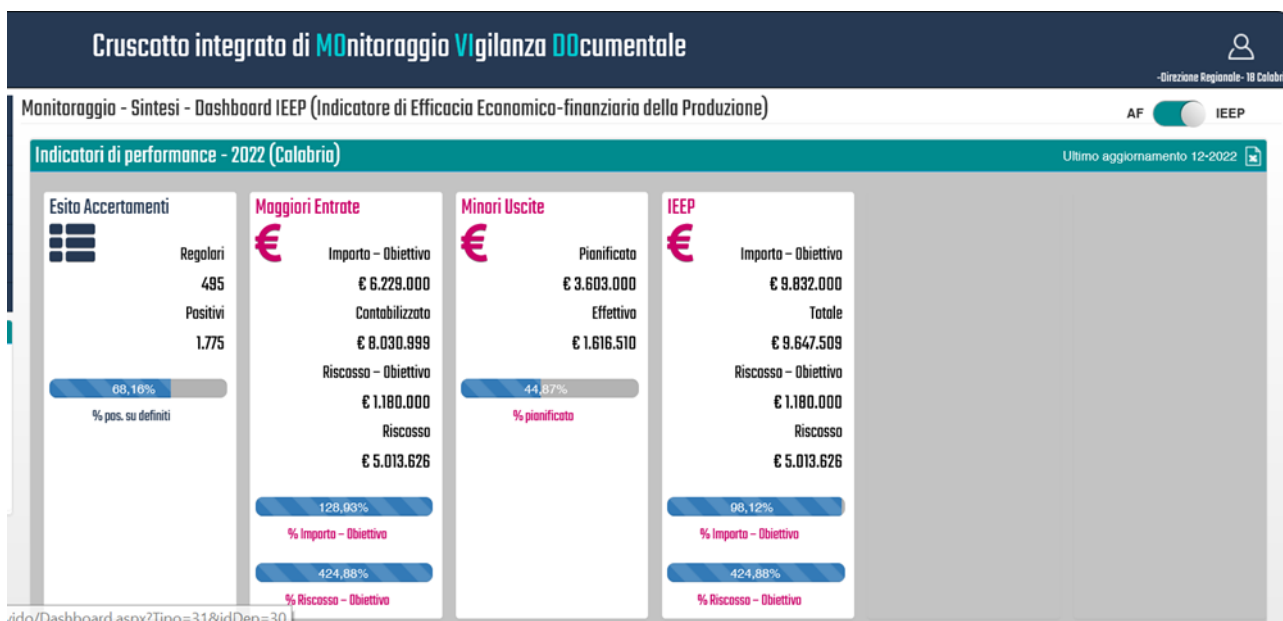 Cruscotto integrato di MOnitoraggio VIgilanza DOcumentale
-Direzione Regionale- 18 Calabr
Monitoraggio - Sintesi - Dashboard IEEP (Indicatore di Efficacia Economico-finanziaria della Produzione)
AF IEEP
Indicatori di performance - 2022 (Calabria)
Ultimo aggiornamento 12-2022
Esito Accertamenti
Regolari
495
Positivi
1.775
68,16%
% pos. su definiti
Maggiori Entrate
€
Importo – Obiettivo
€ 6.229.000
Contabilizzato
€ 8.030.999
Riscosso – Obiettivo
€ 1.180.000
Riscosso
€ 5.013.626
128,93%
% Importo – Obiettivo
424,88%
% Riscosso – Obiettivo
Minori Uscite
€
Pianificato
€ 3.603.000
Effettivo
€ 1.616.510
44,87%
% pianificato
IEEP
€
Importo – Obiettivo
€ 9.832.000
Totale
€ 9.647.509
Riscosso – Obiettivo
€ 1.180.000
Riscosso
€ 5.013.626
98,12%
% Importo – Obiettivo
424,88%
% Riscosso – Obiettivo
vido/Dashboard.aspx?Tipo=31&idDep=30